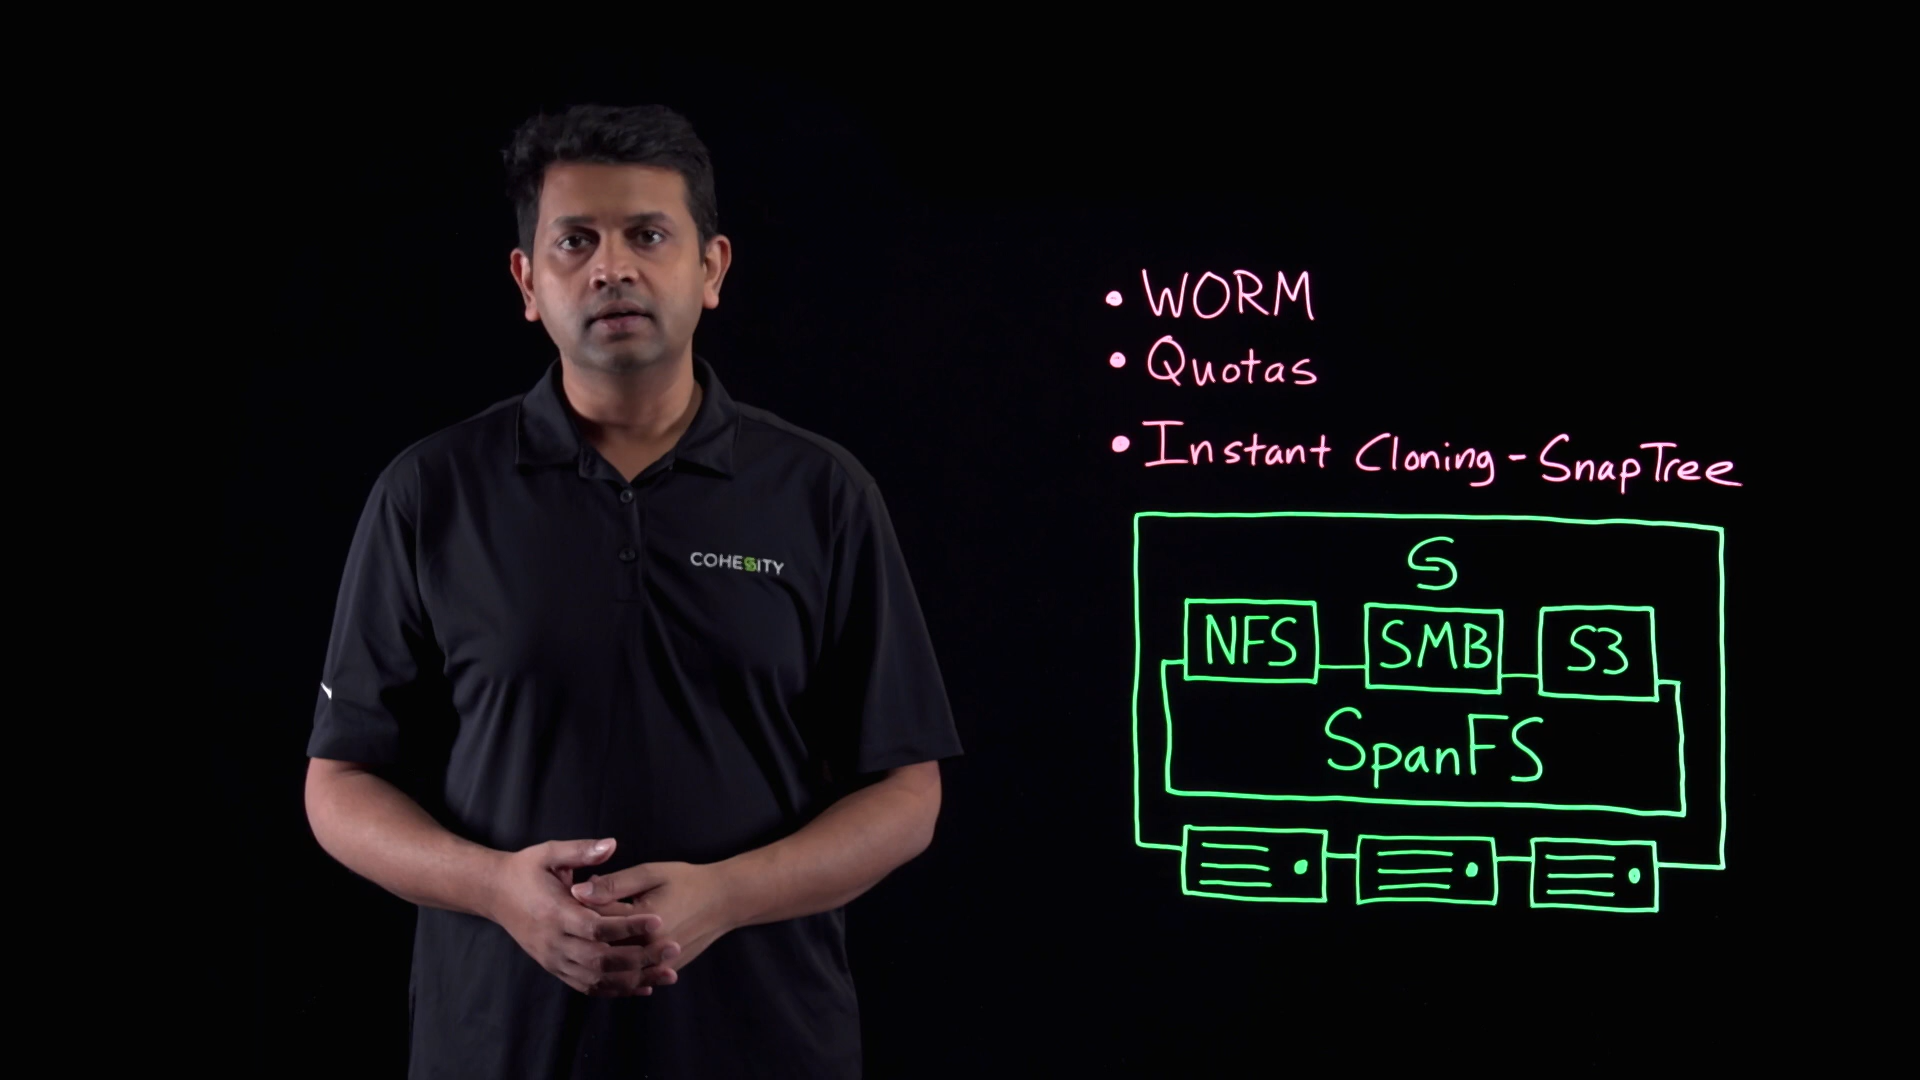 COHESITY
• WORM
• Quotas
• Instant Cloning - SnapTree
S
NFS SMB S3
SpanFS